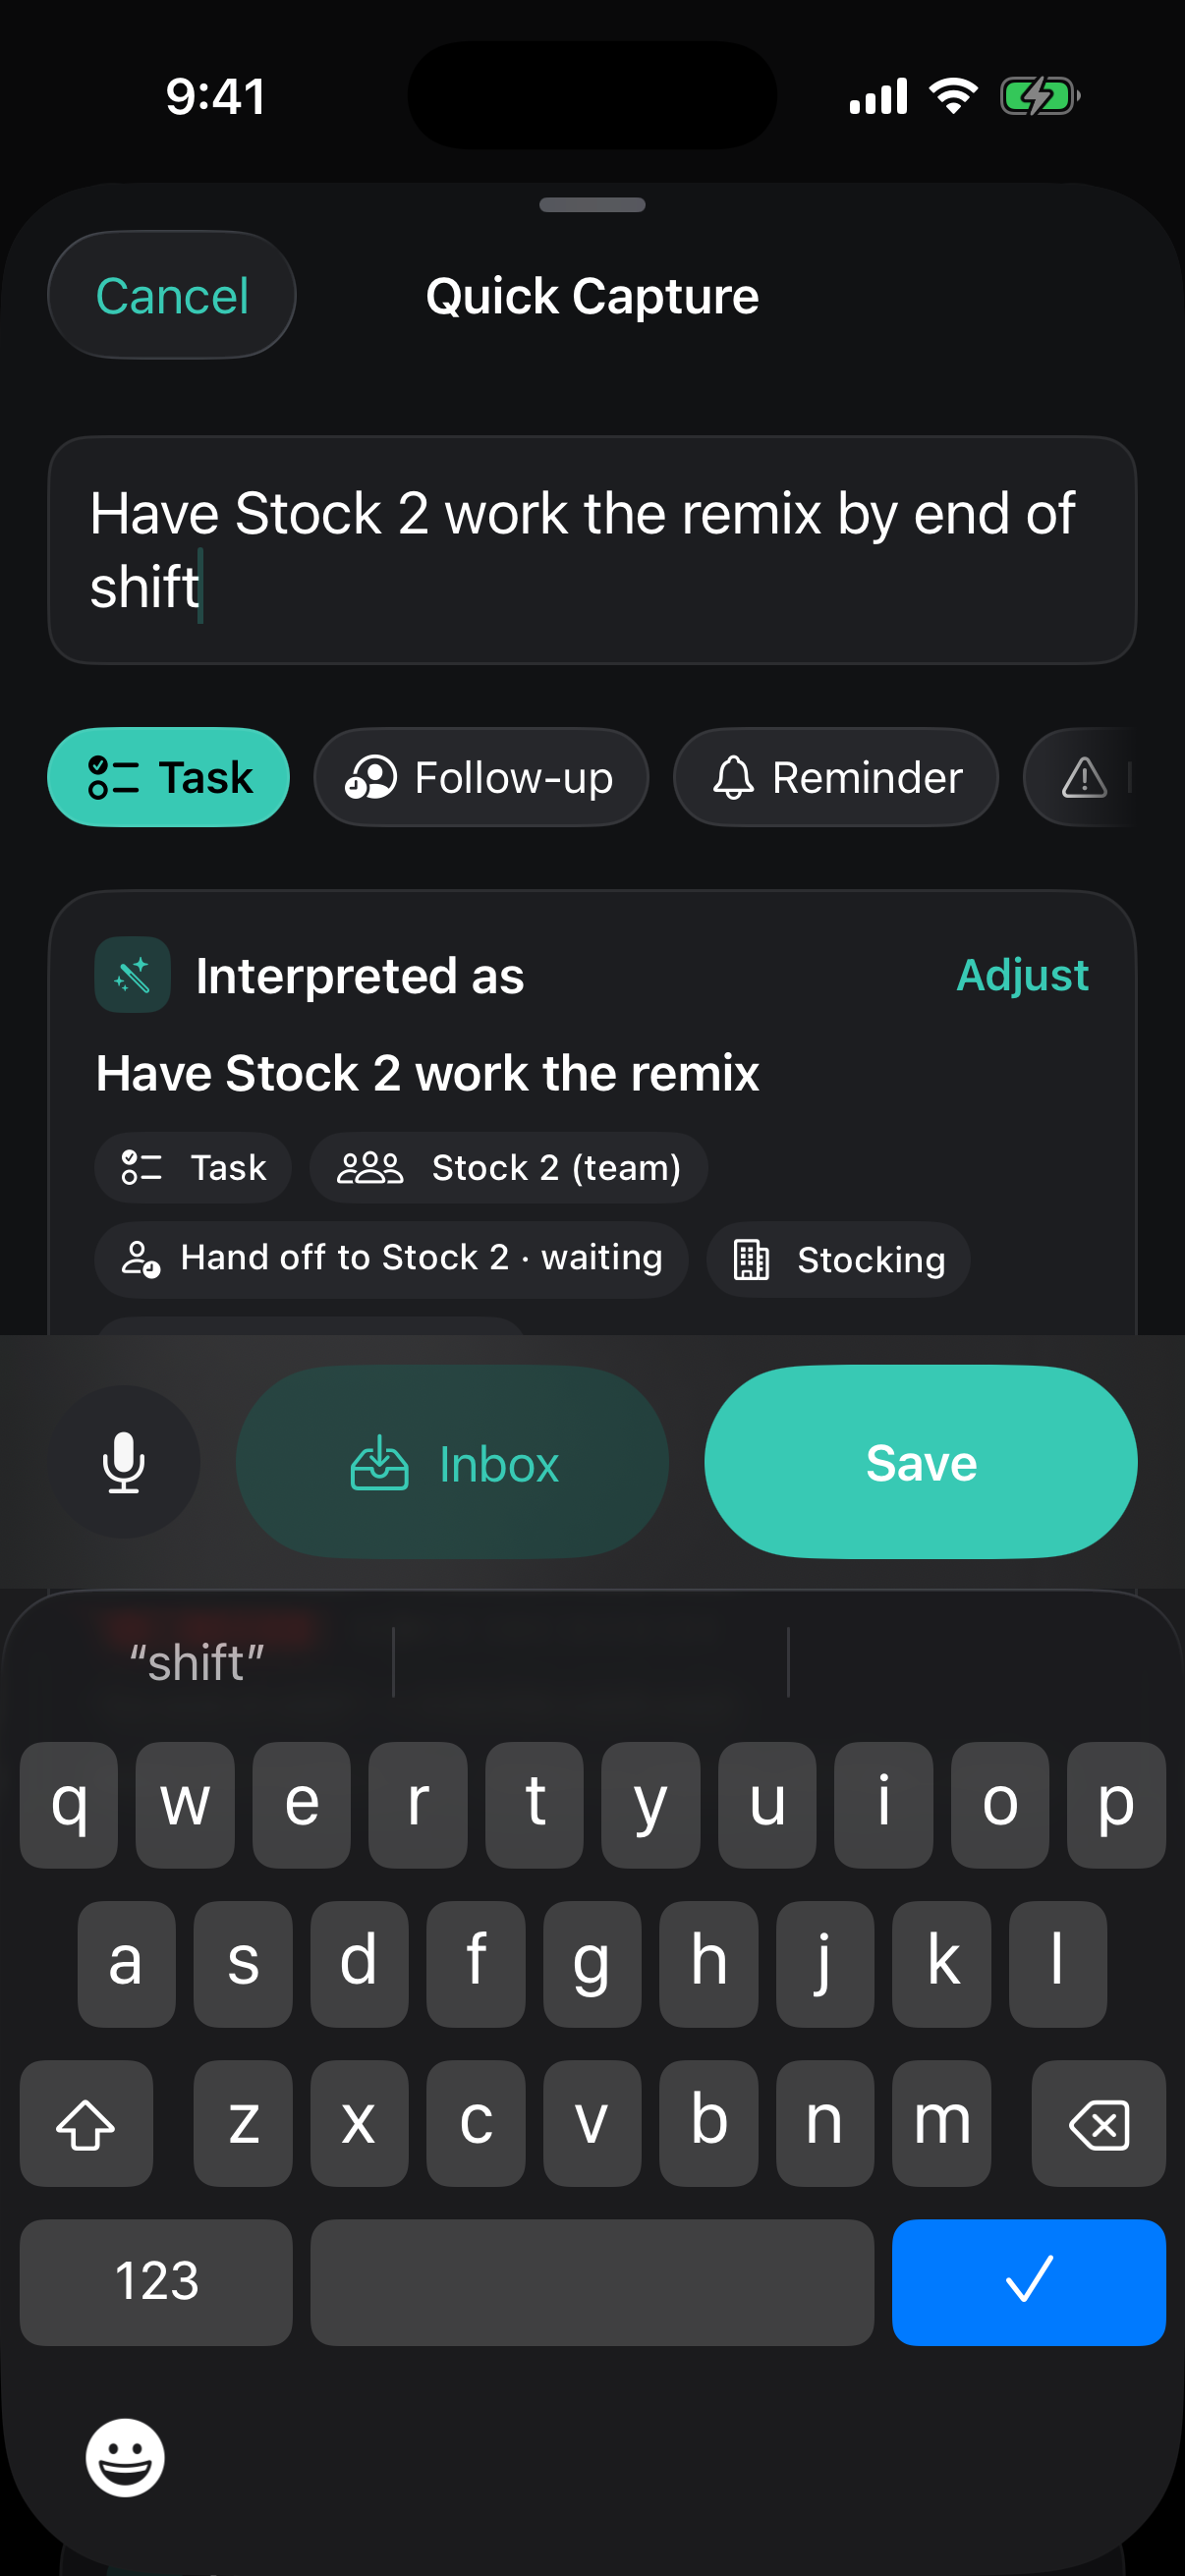 9:41
Cancel
Quick Capture
Have Stock 2 work the remix by end of
shift
Task
Follow-up
Reminder
Interpreted as
Adjust
Have Stock 2 work the remix
Task
Stock 2 (team)
Hand off to Stock 2 · waiting
Stocking
Inbox
Save
“shift”
q w e r t y u i o p
a s d f g h j k l
z x c v b n m
123